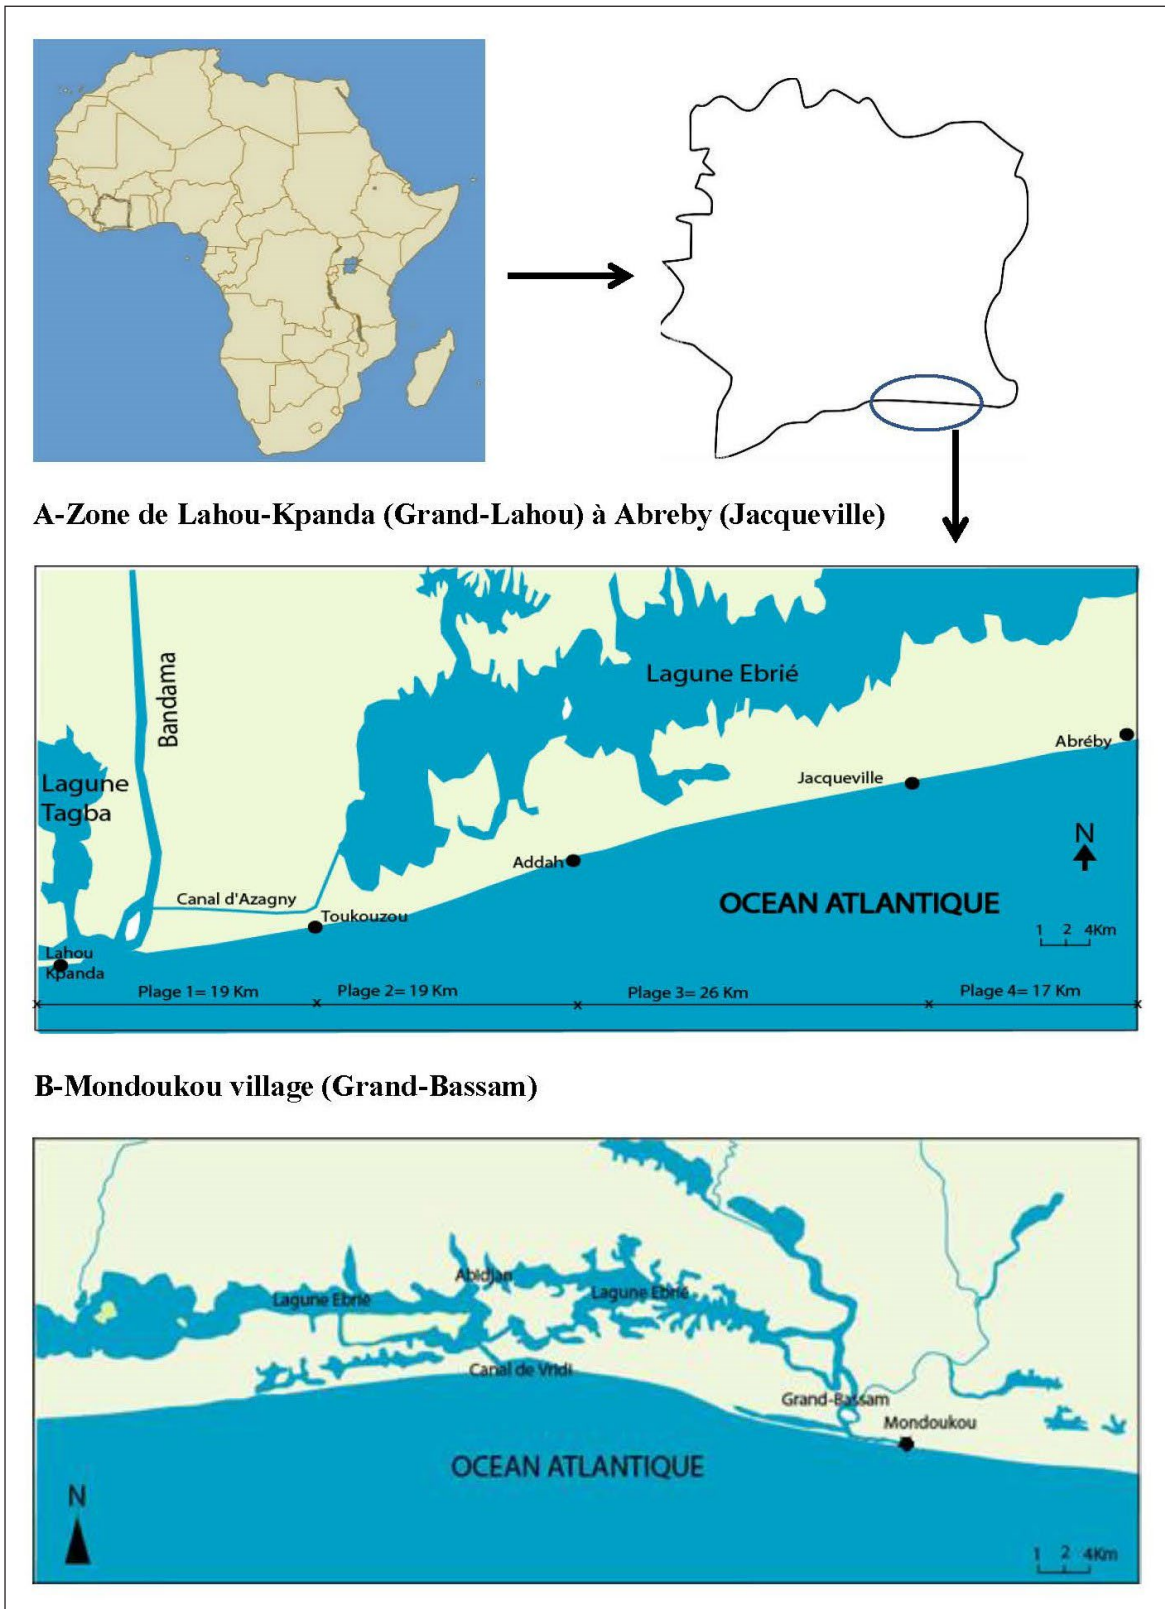 A-Zone de Lahou-Kpanda (Grand-Lahou) à Abreby (Jacqueville)
Bandama
Lagune Ebrié
Abréby
Lagune
Tagba
Jacqueville
N
Addah
Canal d'Azagny
OCEAN ATLANTIQUE
Toukouzou
1 2 4Km
Lahou
Kpanda
Plage 1= 19 Km
Plage 2= 19 Km
Plage 3= 26 Km
Plage 4= 17 Km
B-Mondoukou village (Grand-Bassam)
Abidjan
Lagune Ebrié
Lagune Ebrié
Canal de Vridi
Grand-Bassam
Mondoukou
OCEAN ATLANTIQUE
N
1 2 4Km